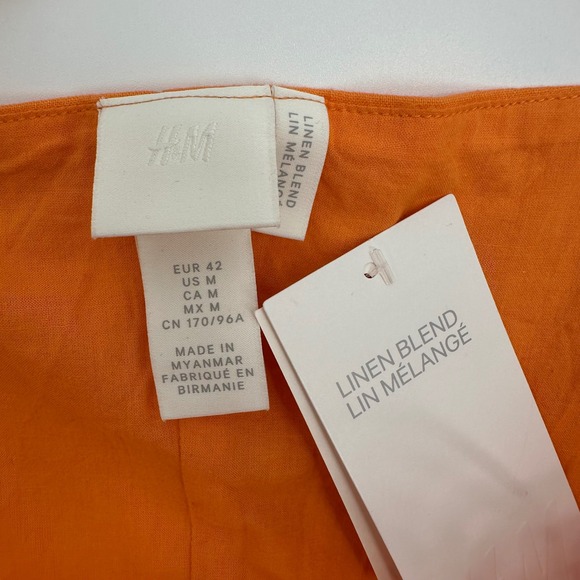 H&M
LINEN BLEND
LIN MÉLANGÉ
EUR 42
US M
CA M
MX M
CN 170/96A
MADE IN
MYANMAR
FABRIQUÉ EN
BIRMANIE
LINEN BLEND
LIN MÉLANGÉ